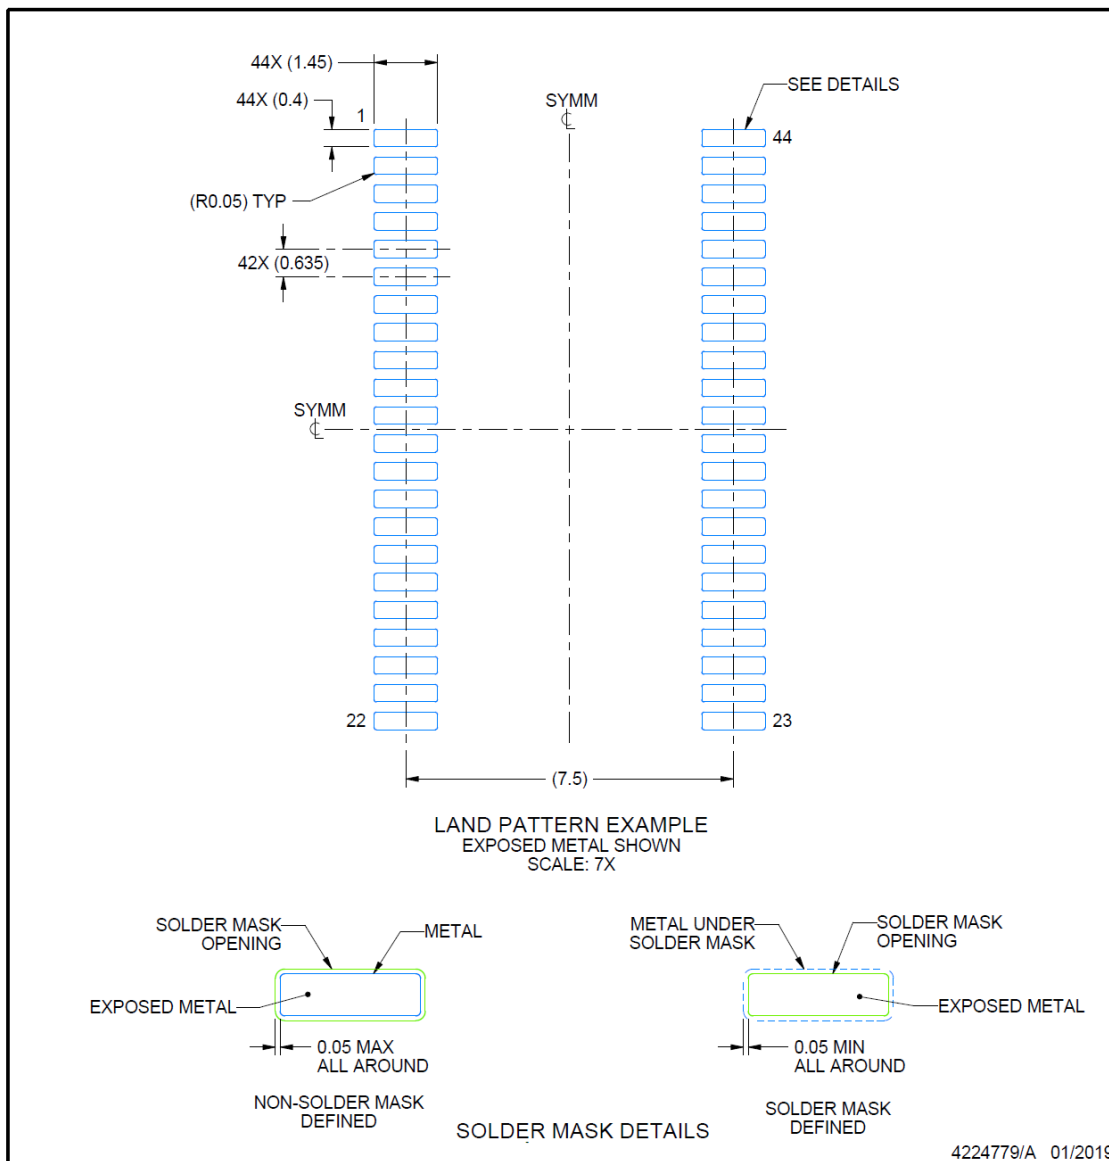 44X (1.45)
44X (0.4)
1
SYMM
SEE DETAILS
44
(R0.05) TYP
42X (0.635)
SYMM
22
23
(7.5)
LAND PATTERN EXAMPLE
EXPOSED METAL SHOWN
SCALE: 7X
SOLDER MASK
OPENING
METAL
EXPOSED METAL
0.05 MAX
ALL AROUND
NON-SOLDER MASK
DEFINED
METAL UNDER
SOLDER MASK
SOLDER MASK
OPENING
EXPOSED METAL
0.05 MIN
ALL AROUND
SOLDER MASK
DEFINED
SOLDER MASK DETAILS
4224779/A 01/2019